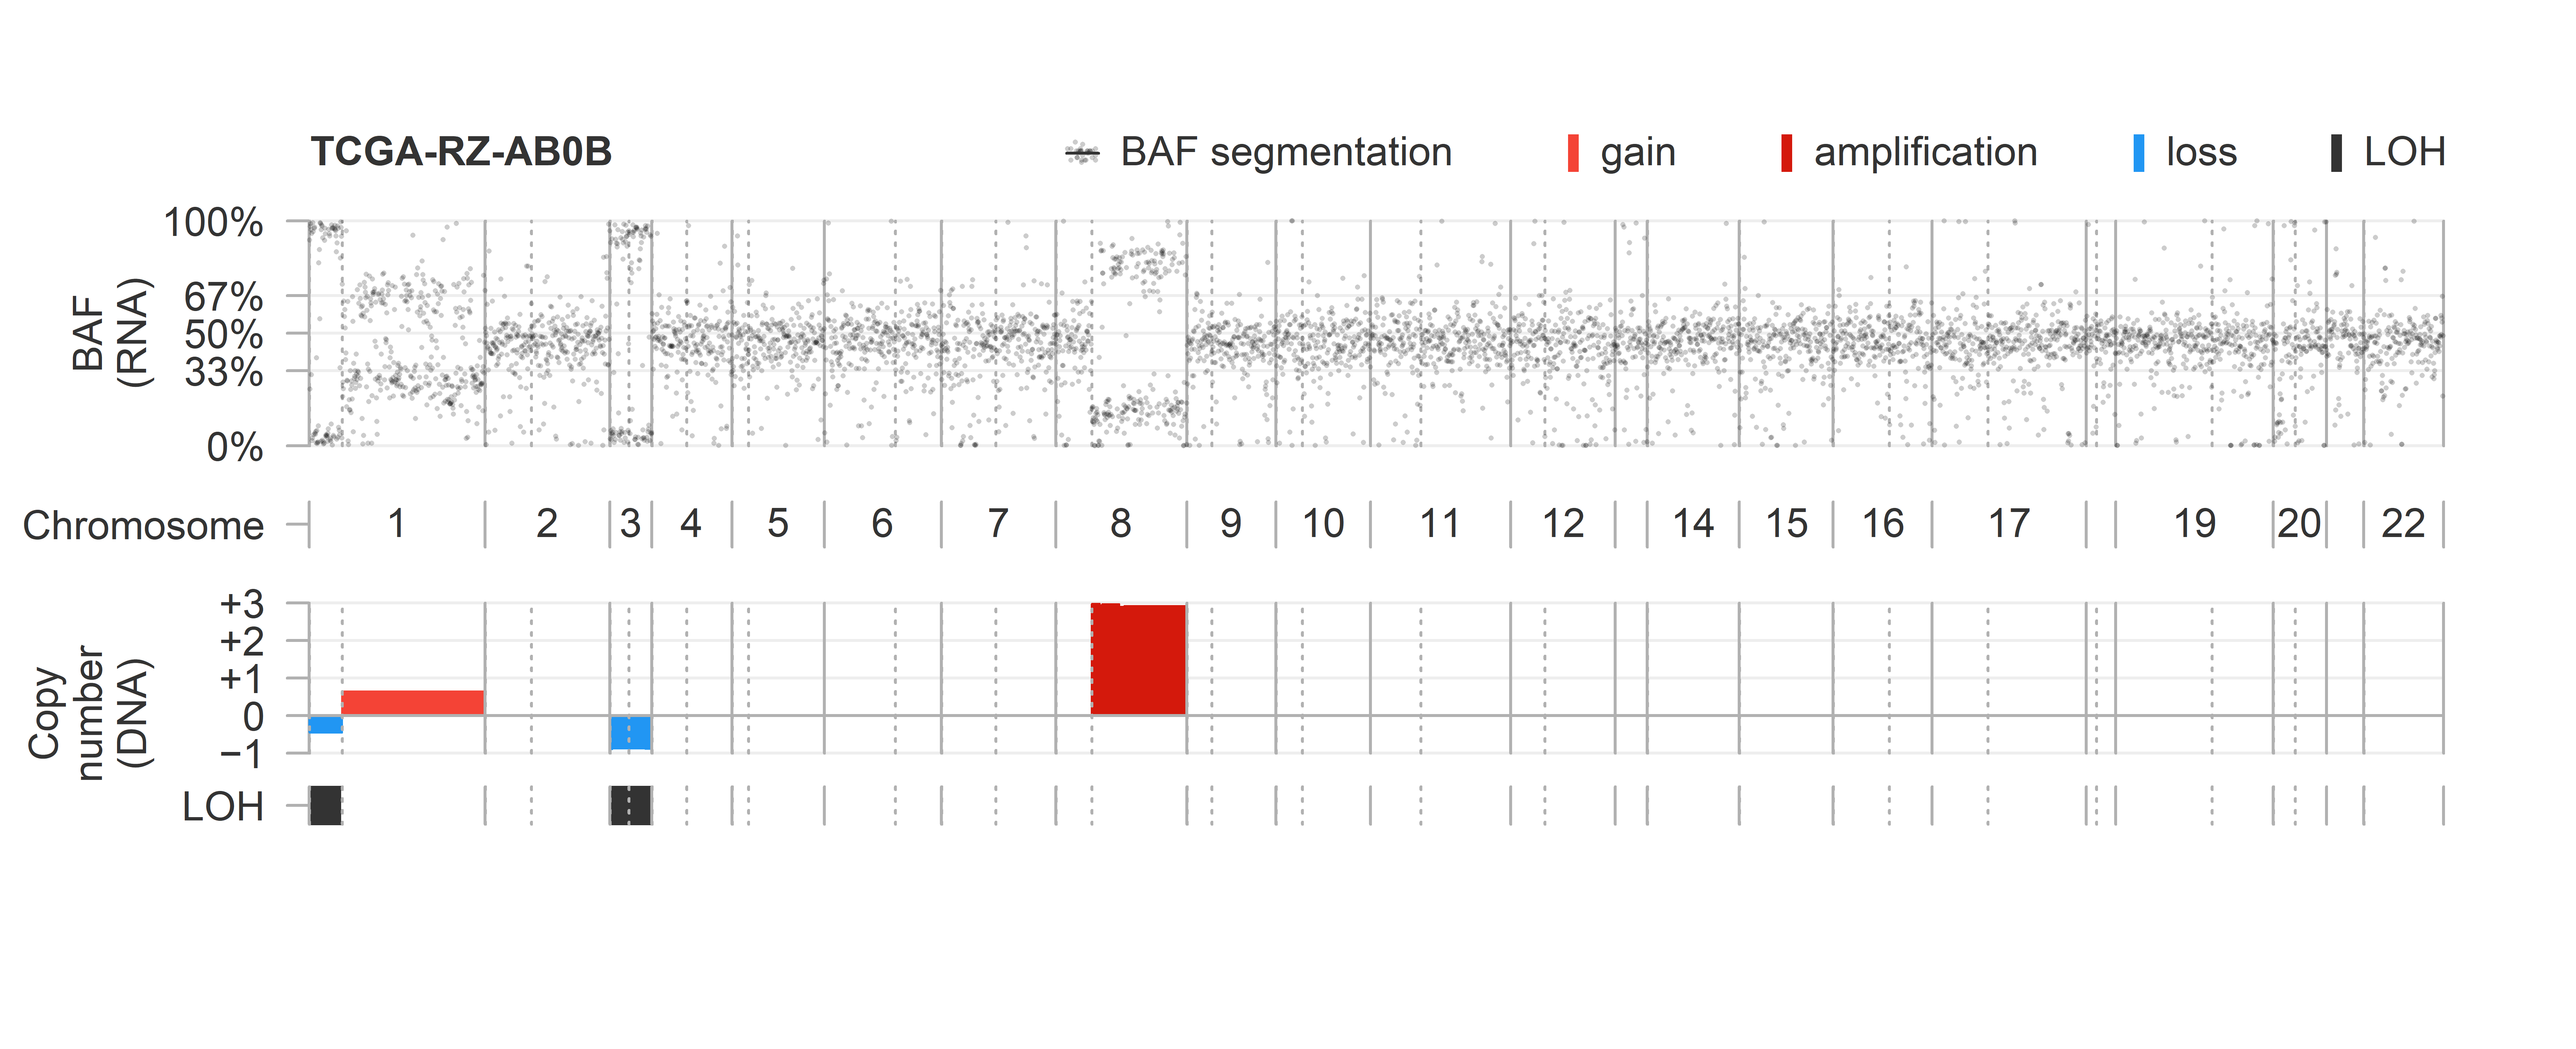 TCGA-RZ-AB0B
BAF segmentation
gain
amplification
loss
LOH
BAF
(RNA)
100%
67%
50%
33%
0%
Chromosome
1 2 3 4 5 6 7 8 9 10 11 12 14 15 16 17 19 20 22
Copy
number
(DNA)
+3
+2
+1
0
−1
LOH